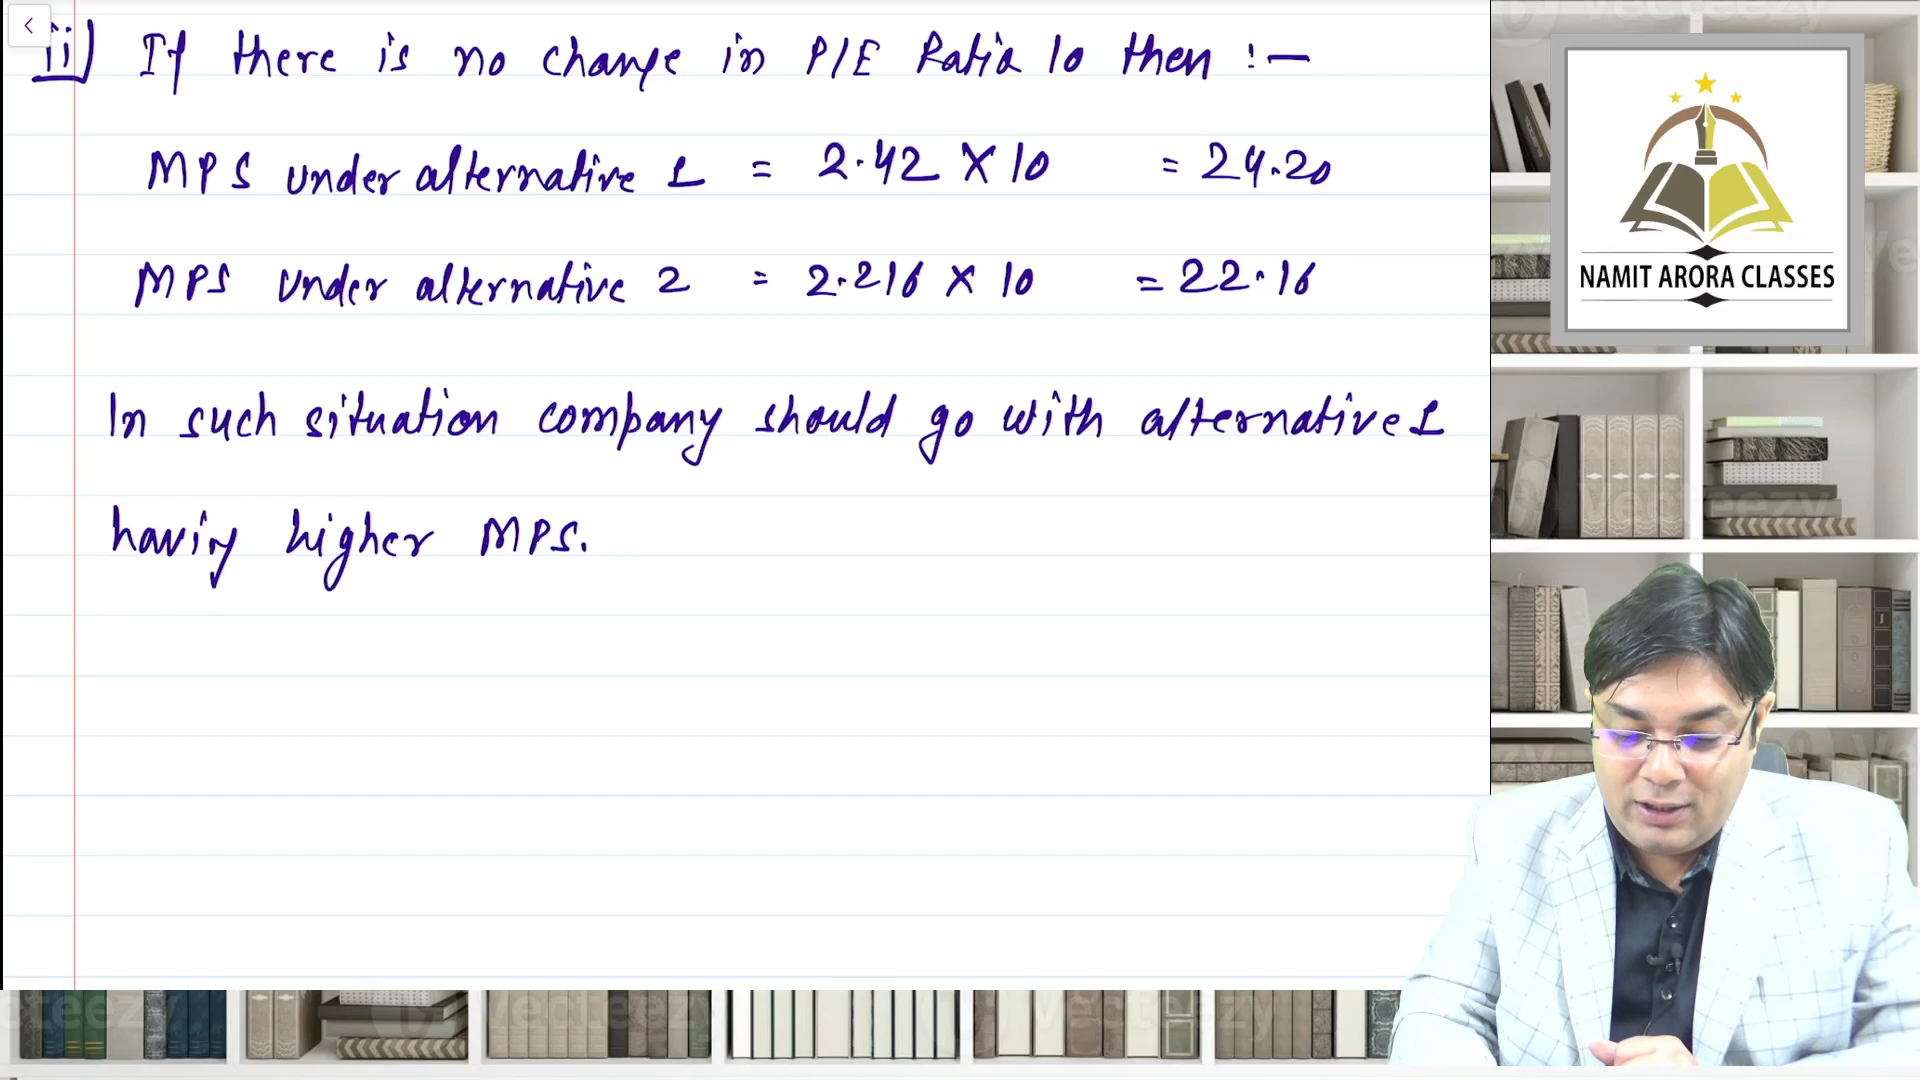 ii) If there is no change in P/E Ratio 10 then :-
MPS under alternative 1 = 2.42 X 10 = 24.20
MPS under alternative 2 = 2.216 X 10 = 22.16
In such situation company should go with alternative 1
having higher MPS.
NAMIT ARORA CLASSES